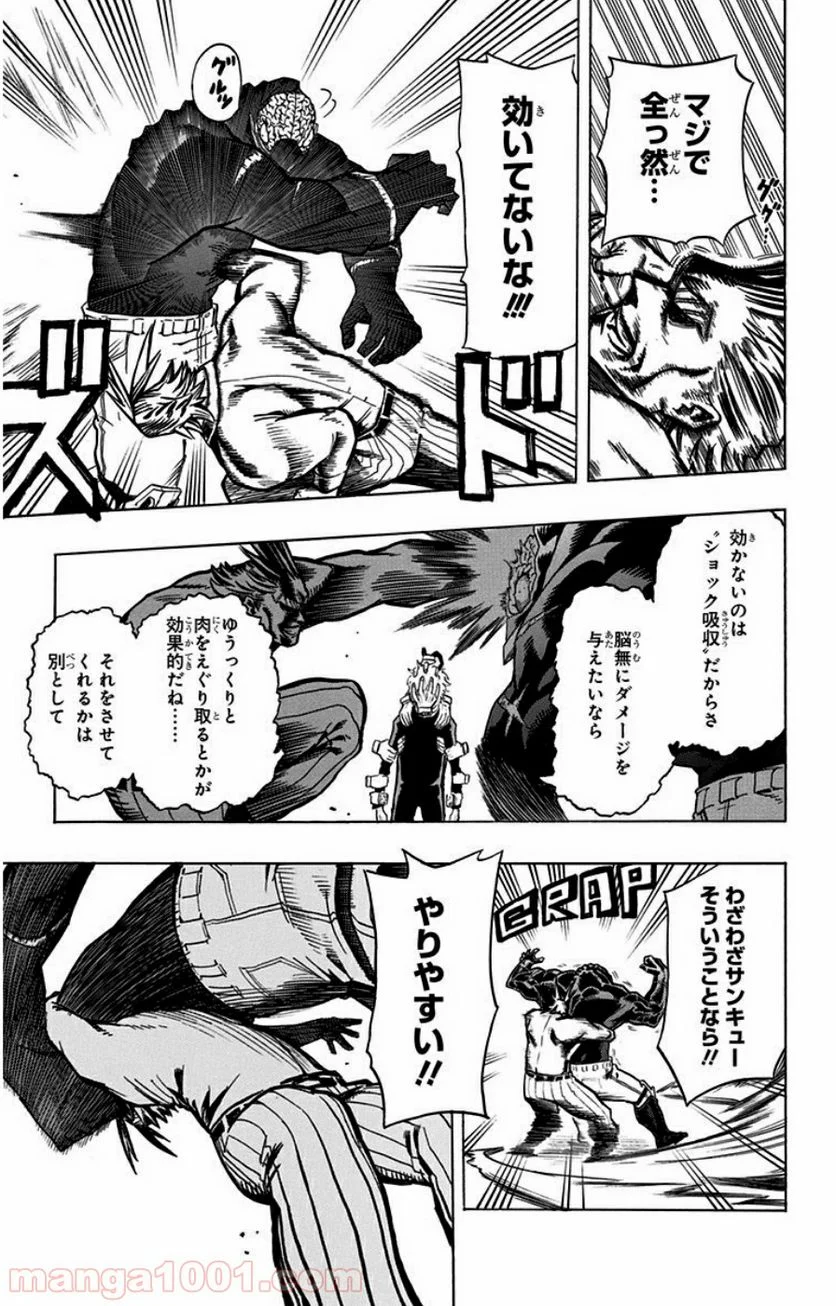 マジで
全っ然…
ググ…
効いてないな!!!
グルッ
ドズ
効かないのは
"ショック吸収"だからさ
脳無にダメージを
与えたいなら
ゆうっくりと
肉をえぐり取るとかが
効果的だね……
それをさせて
くれるかは
別として
わざわざサンキュー
そういうことなら!!
GRAP
やりやすい!!
manga1001.com